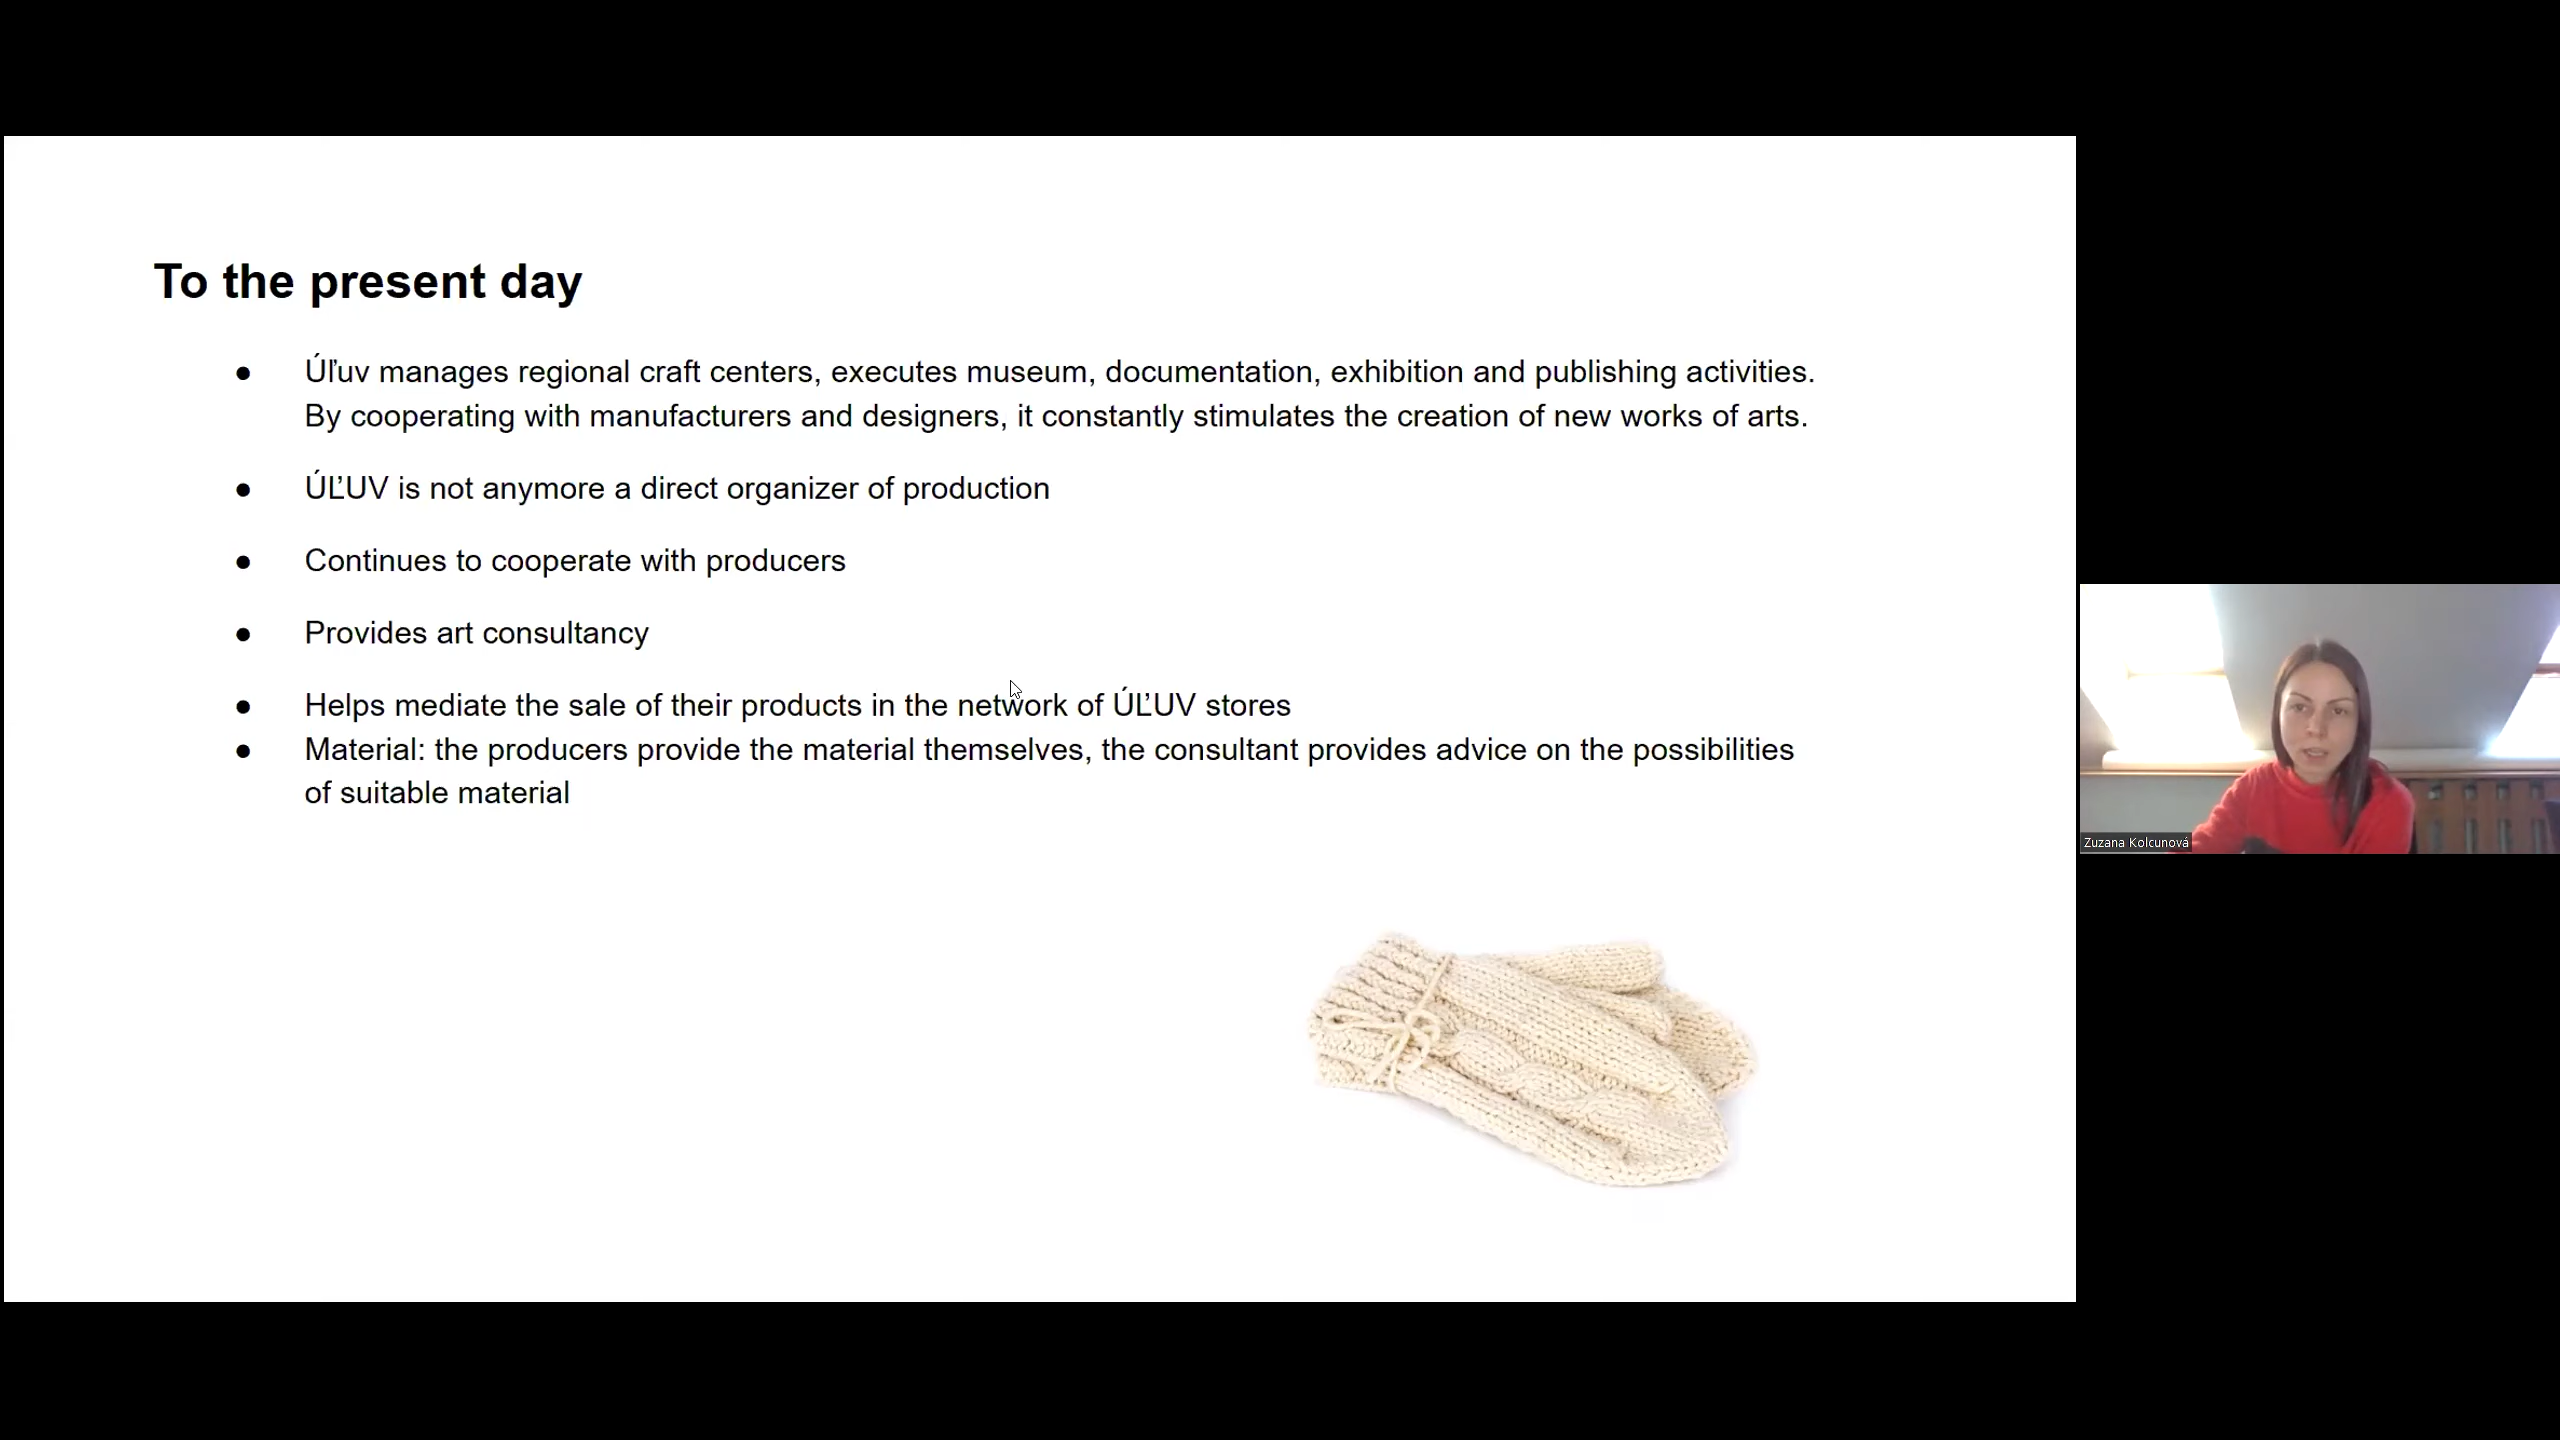 To the present day
● Úľuv manages regional craft centers, executes museum, documentation, exhibition and publishing activities.
By cooperating with manufacturers and designers, it constantly stimulates the creation of new works of arts.
● ÚĽUV is not anymore a direct organizer of production
● Continues to cooperate with producers
● Provides art consultancy
● Helps mediate the sale of their products in the network of ÚĽUV stores
● Material: the producers provide the material themselves, the consultant provides advice on the possibilities
of suitable material
Zuzana Kolcunová